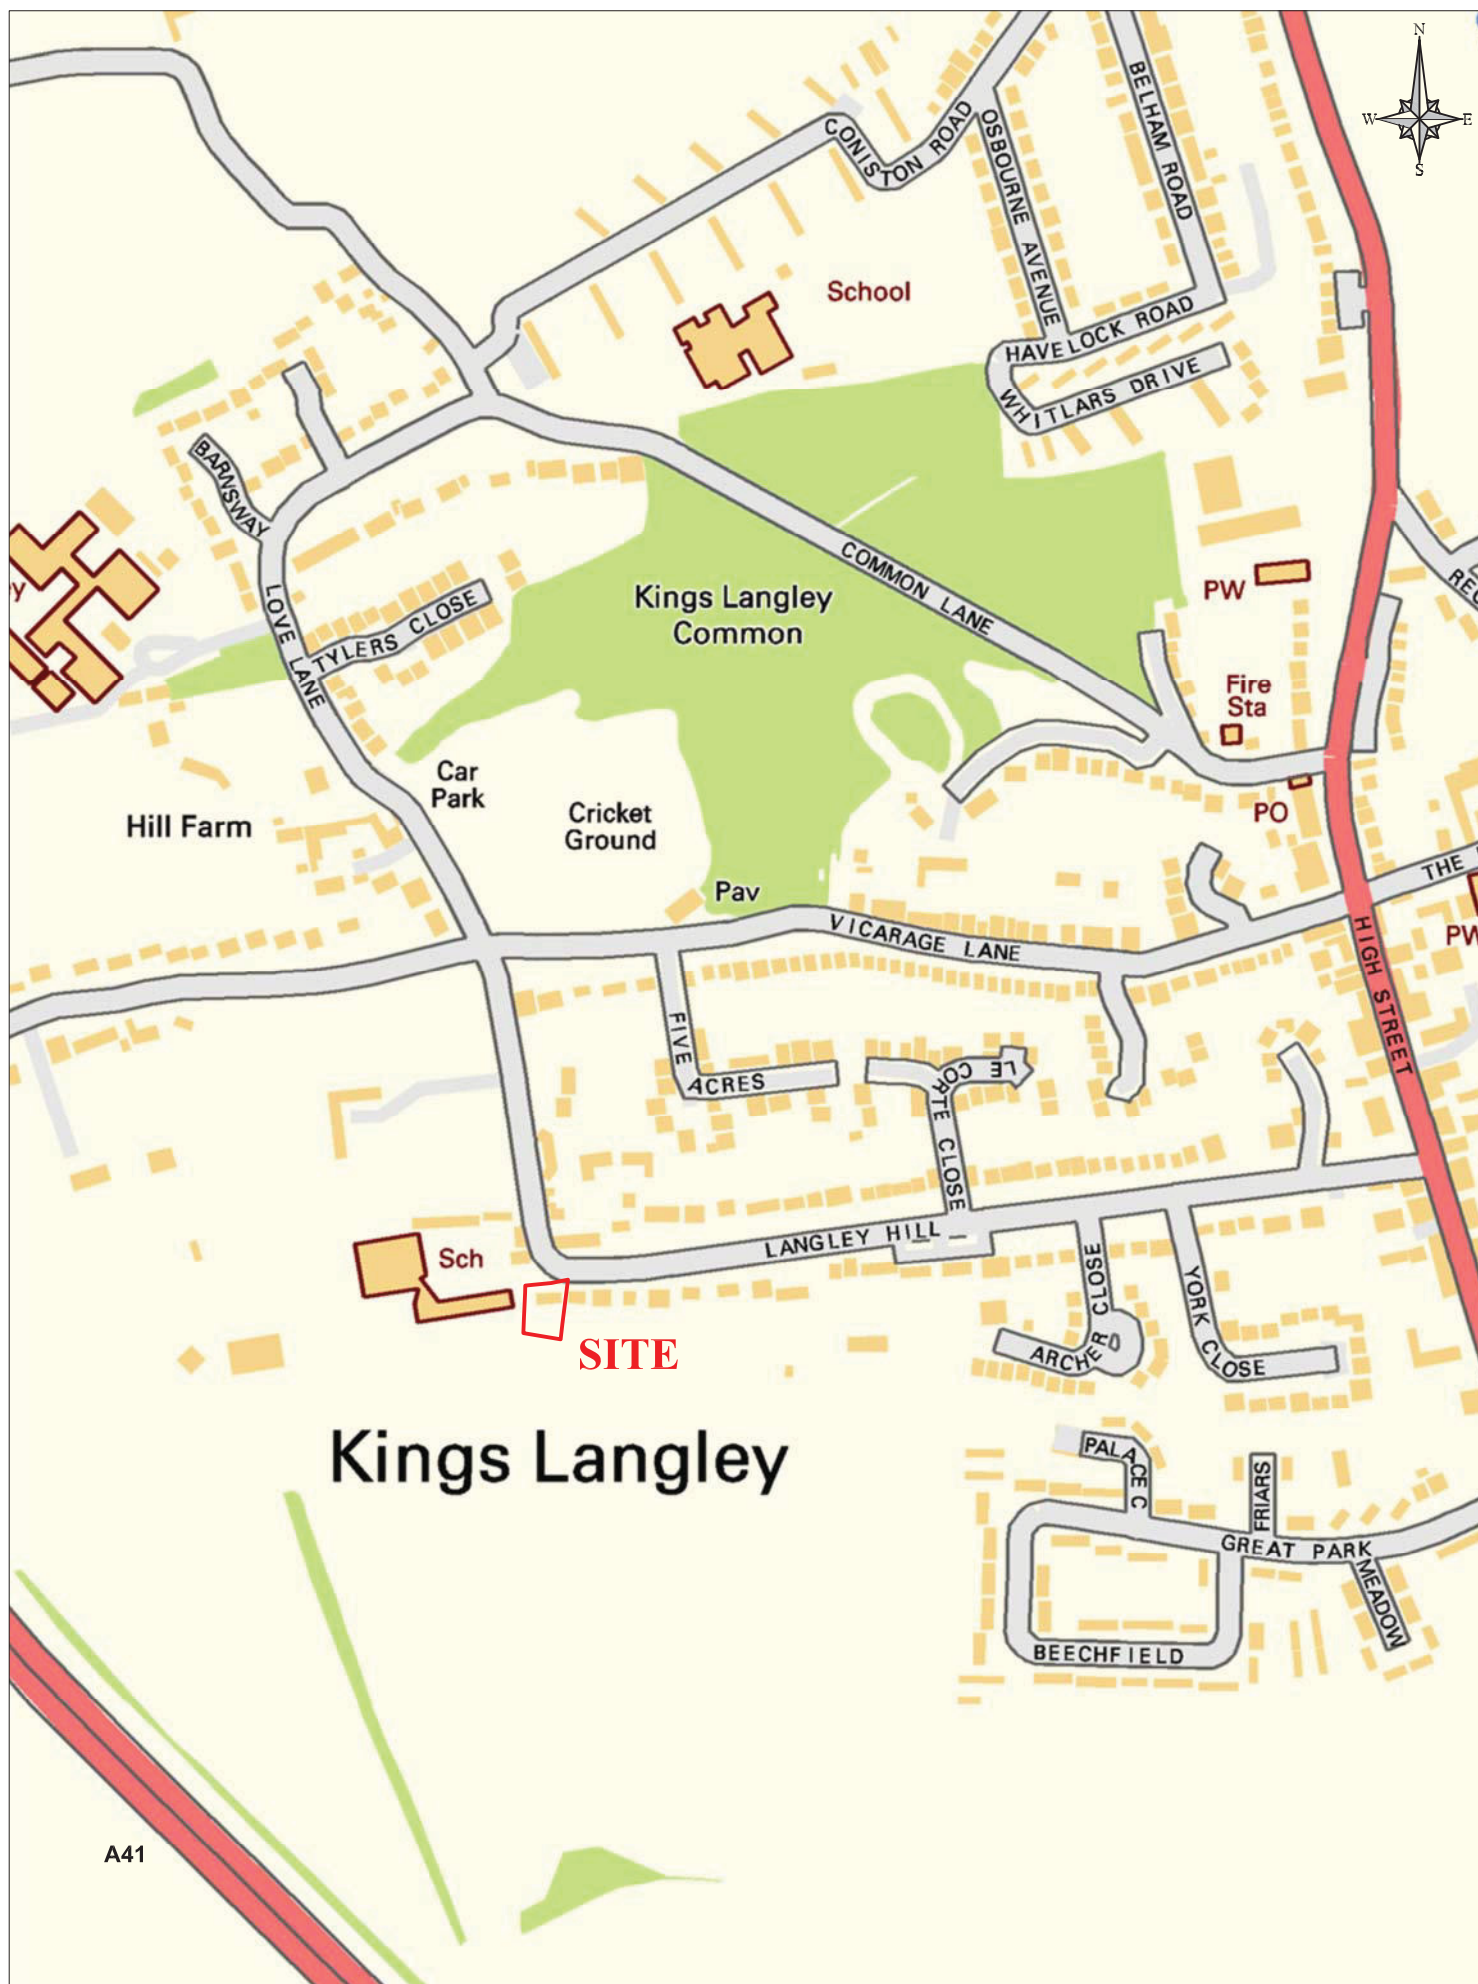 N
W
E
S
CONISTON ROAD
OSBOURNE AVENUE
BELHAM ROAD
School
HAVELOCK ROAD
WHITLARS DRIVE
BARNSWAY
COMMON LANE
PW
LOVE LANE
TYLERS CLOSE
Kings Langley
Common
Fire
Sta
Car
Park
Cricket
Ground
PO
Hill Farm
THE
Pav
VICARAGE LANE
HIGH STREET
PW
FIVE
ACRES
LE CORTE CLOSE
LANGLEY HILL
Sch
ARCHER CLOSE
YORK CLOSE
SITE
Kings Langley
PALACE C
FRIARS
GREAT PARK
MEADOW
BEECHFIELD
A41